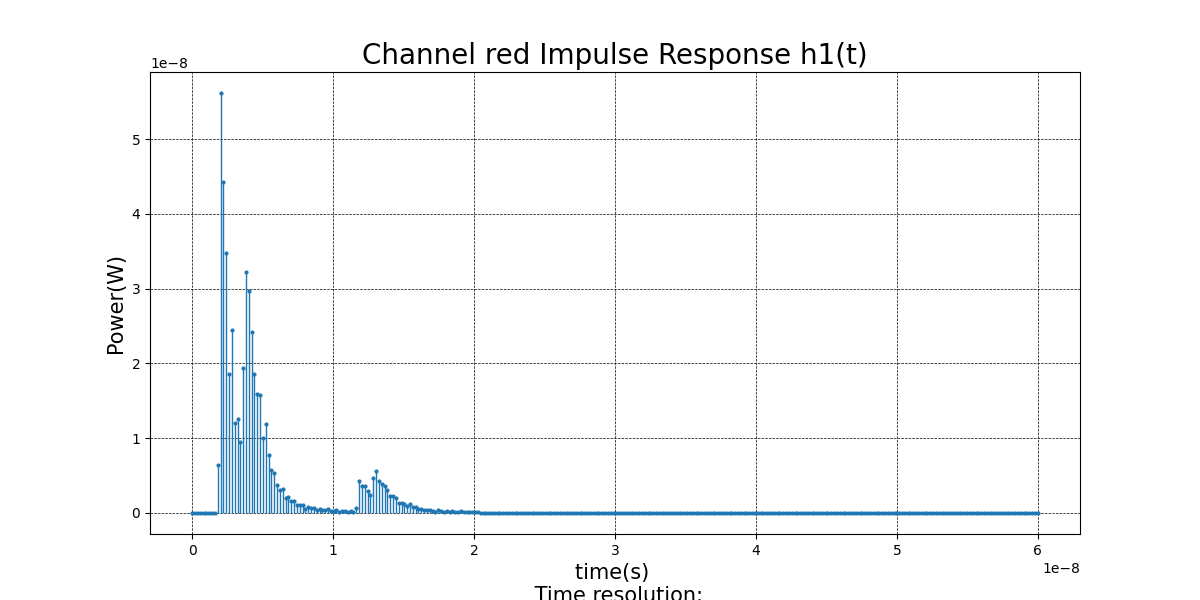 Channel red Impulse Response h1(t)
1e−8
5
4
3
2
1
0
Power(W)
0 1 2 3 4 5 6
1e−8
time(s)
Time resolution: